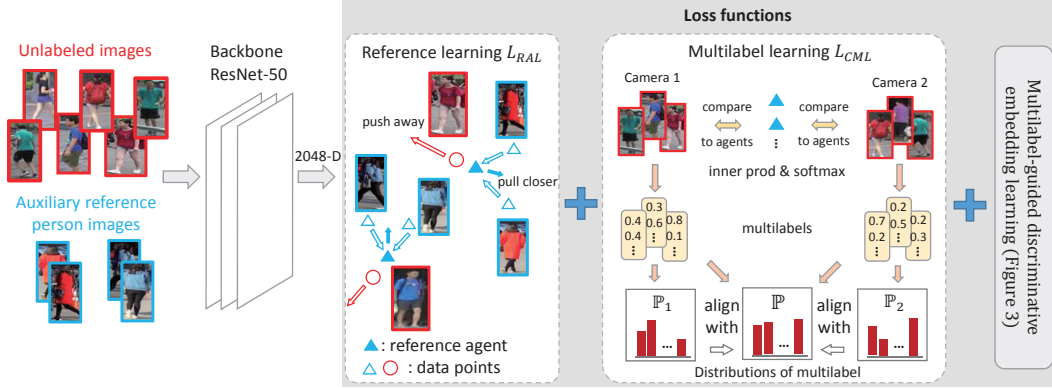 Loss functions
Unlabeled images
Auxiliary reference
person images
Backbone
ResNet-50
2048-D
Reference learning L_RAL
push away
pull closer
: reference agent
: data points
Multilabel learning L_CML
Camera 1
Camera 2
compare
to agents
⋮
compare
to agents
inner prod & softmax
0.4
0.4
⋮
0.3
0.6
⋮
0.8
0.1
⋮
multilabels
0.7
0.2
⋮
0.2
0.5
⋮
0.2
0.3
⋮
ℙ1
...
align
with
ℙ
...
align
with
ℙ2
...
Distributions of multilabel
Multilabel-guided discriminative
embedding learning (Figure 3)